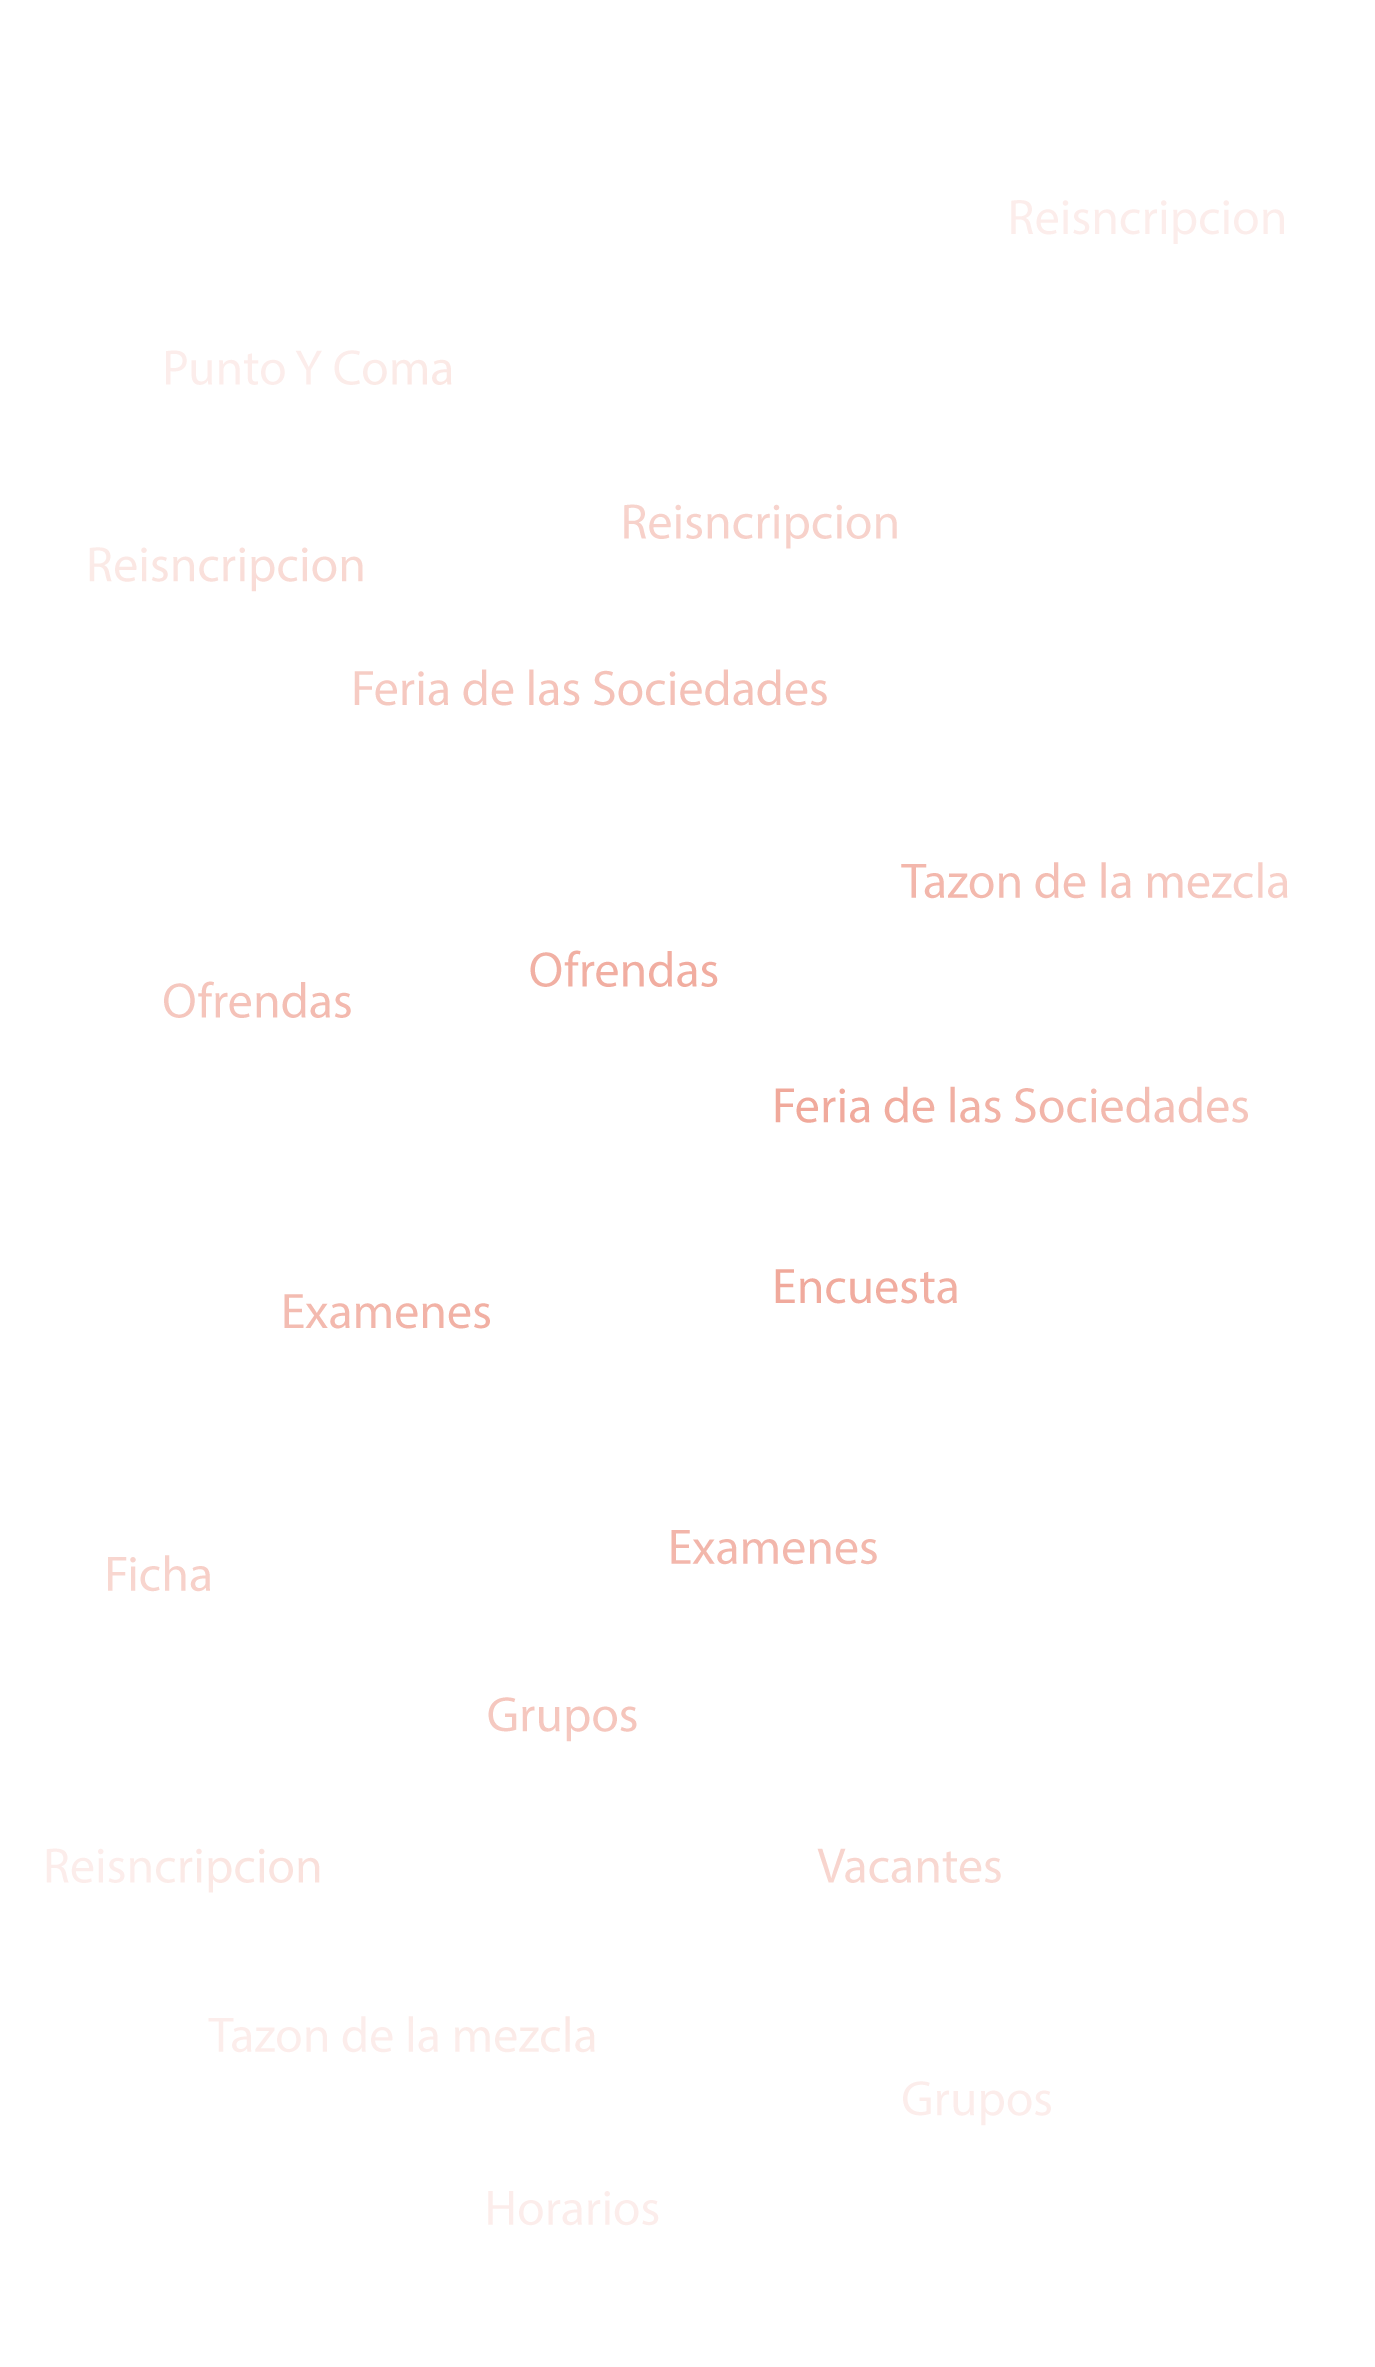 Reisncripcion
Punto Y Coma
Reisncripcion
Reisncripcion
Feria de las Sociedades
Tazon de la mezcla
Ofrendas
Ofrendas
Feria de las Sociedades
Encuesta
Examenes
Examenes
Ficha
Grupos
Reisncripcion
Vacantes
Tazon de la mezcla
Grupos
Horarios